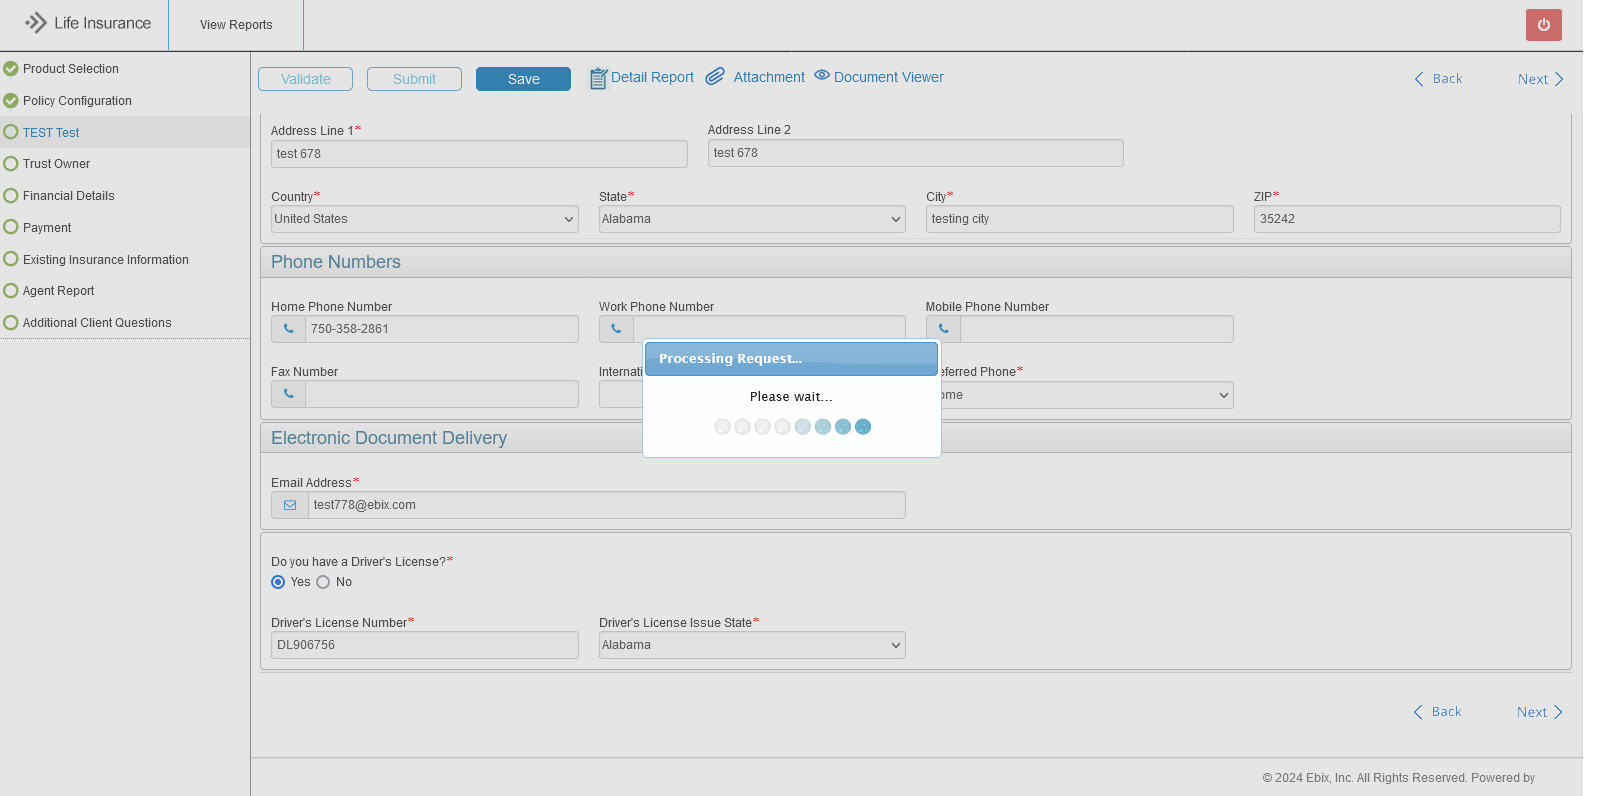 Life Insurance
View Reports
Product Selection
Policy Configuration
TEST Test
Trust Owner
Financial Details
Payment
Existing Insurance Information
Agent Report
Additional Client Questions
Validate
Submit
Save
Detail Report
Attachment
Document Viewer
Back
Next
Address Line 1*
Address Line 2
test 678
test 678
Country*
State*
City*
ZIP*
United States
Alabama
testing city
35242
Phone Numbers
Home Phone Number
Work Phone Number
Mobile Phone Number
750-358-2861
Processing Request...
Please wait...
Fax Number
Internati
eferred Phone*
ome
Electronic Document Delivery
Email Address*
test778@ebix.com
Do you have a Driver's License?*
Yes
No
Driver's License Number*
Driver's License Issue State*
DL906756
Alabama
Back
Next
© 2024 Ebix, Inc. All Rights Reserved. Powered by